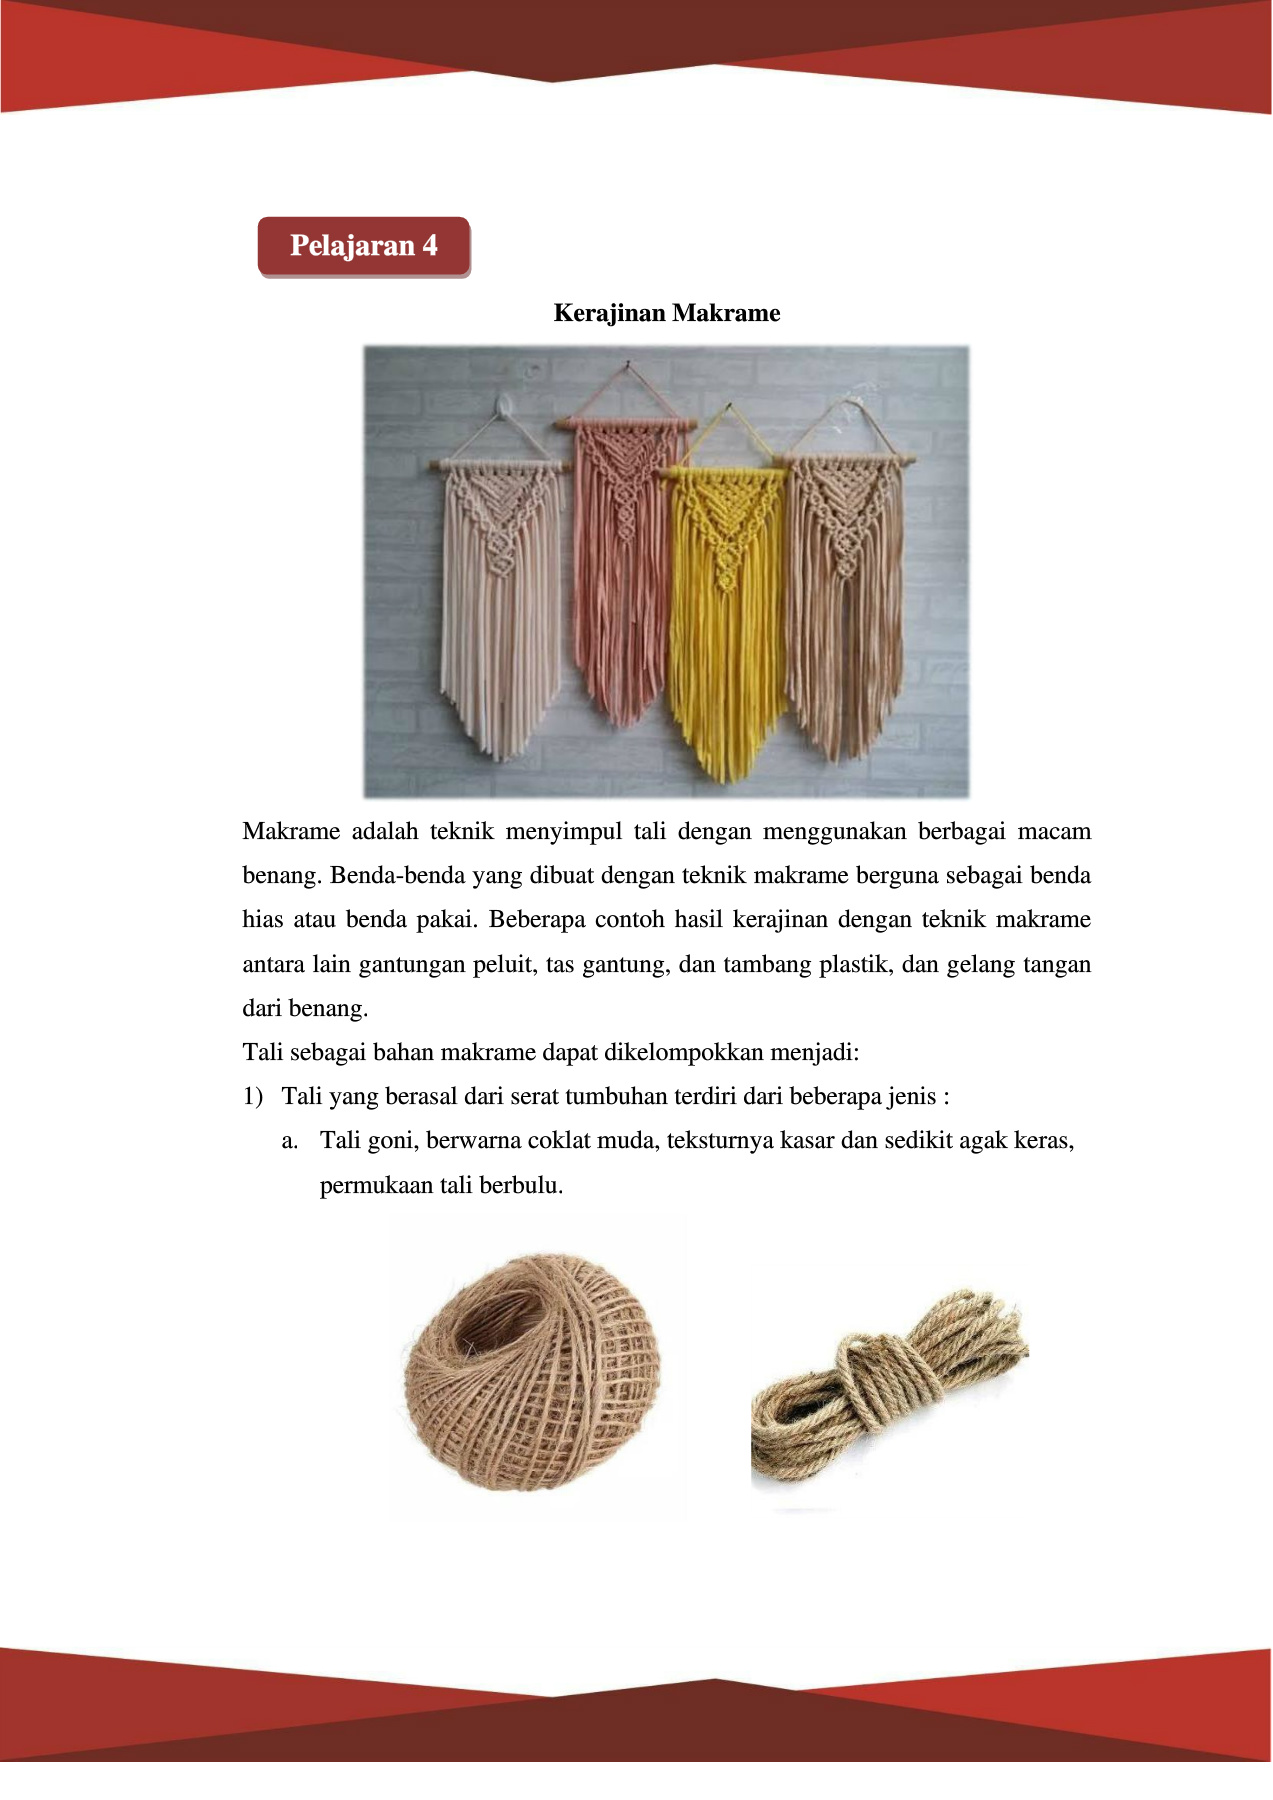 Pelajaran 4
Kerajinan Makrame
Makrame adalah teknik menyimpul tali dengan menggunakan berbagai macam
benang. Benda-benda yang dibuat dengan teknik makrame berguna sebagai benda
hias atau benda pakai. Beberapa contoh hasil kerajinan dengan teknik makrame
antara lain gantungan peluit, tas gantung, dan tambang plastik, dan gelang tangan
dari benang.
Tali sebagai bahan makrame dapat dikelompokkan menjadi:
1) Tali yang berasal dari serat tumbuhan terdiri dari beberapa jenis :
a. Tali goni, berwarna coklat muda, teksturnya kasar dan sedikit agak keras,
permukaan tali berbulu.